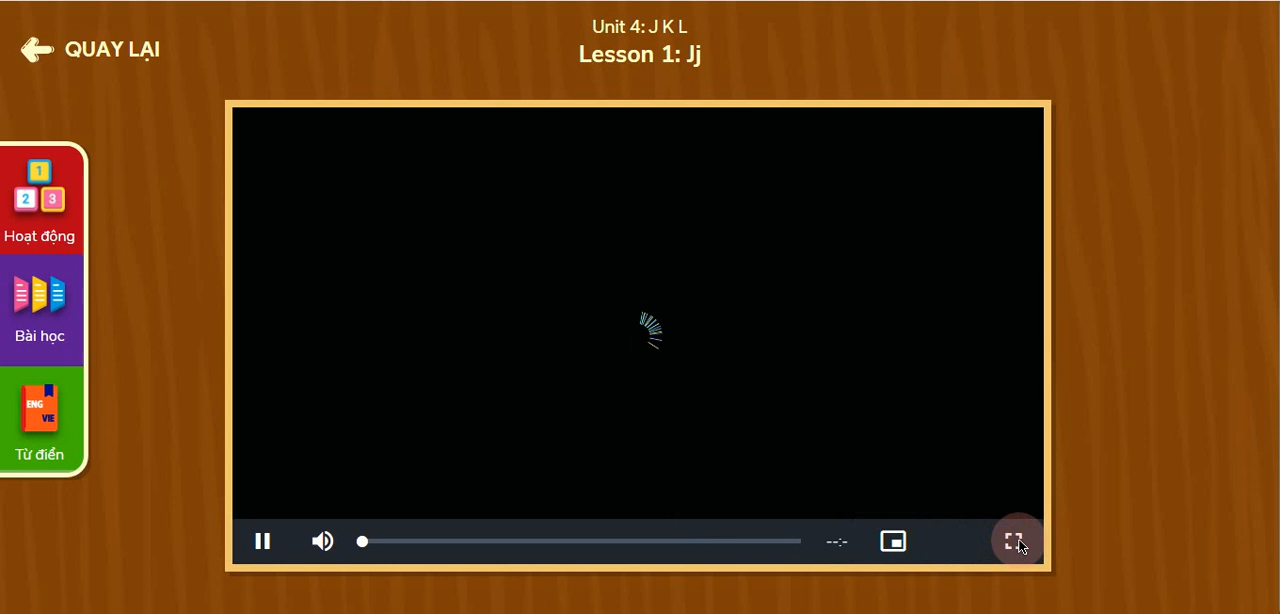 Unit 4: J K L
QUAY LẠI
Lesson 1: Jj
1
2 3
Hoạt động
Bài học
ENG
VIE
Từ điển
--:-